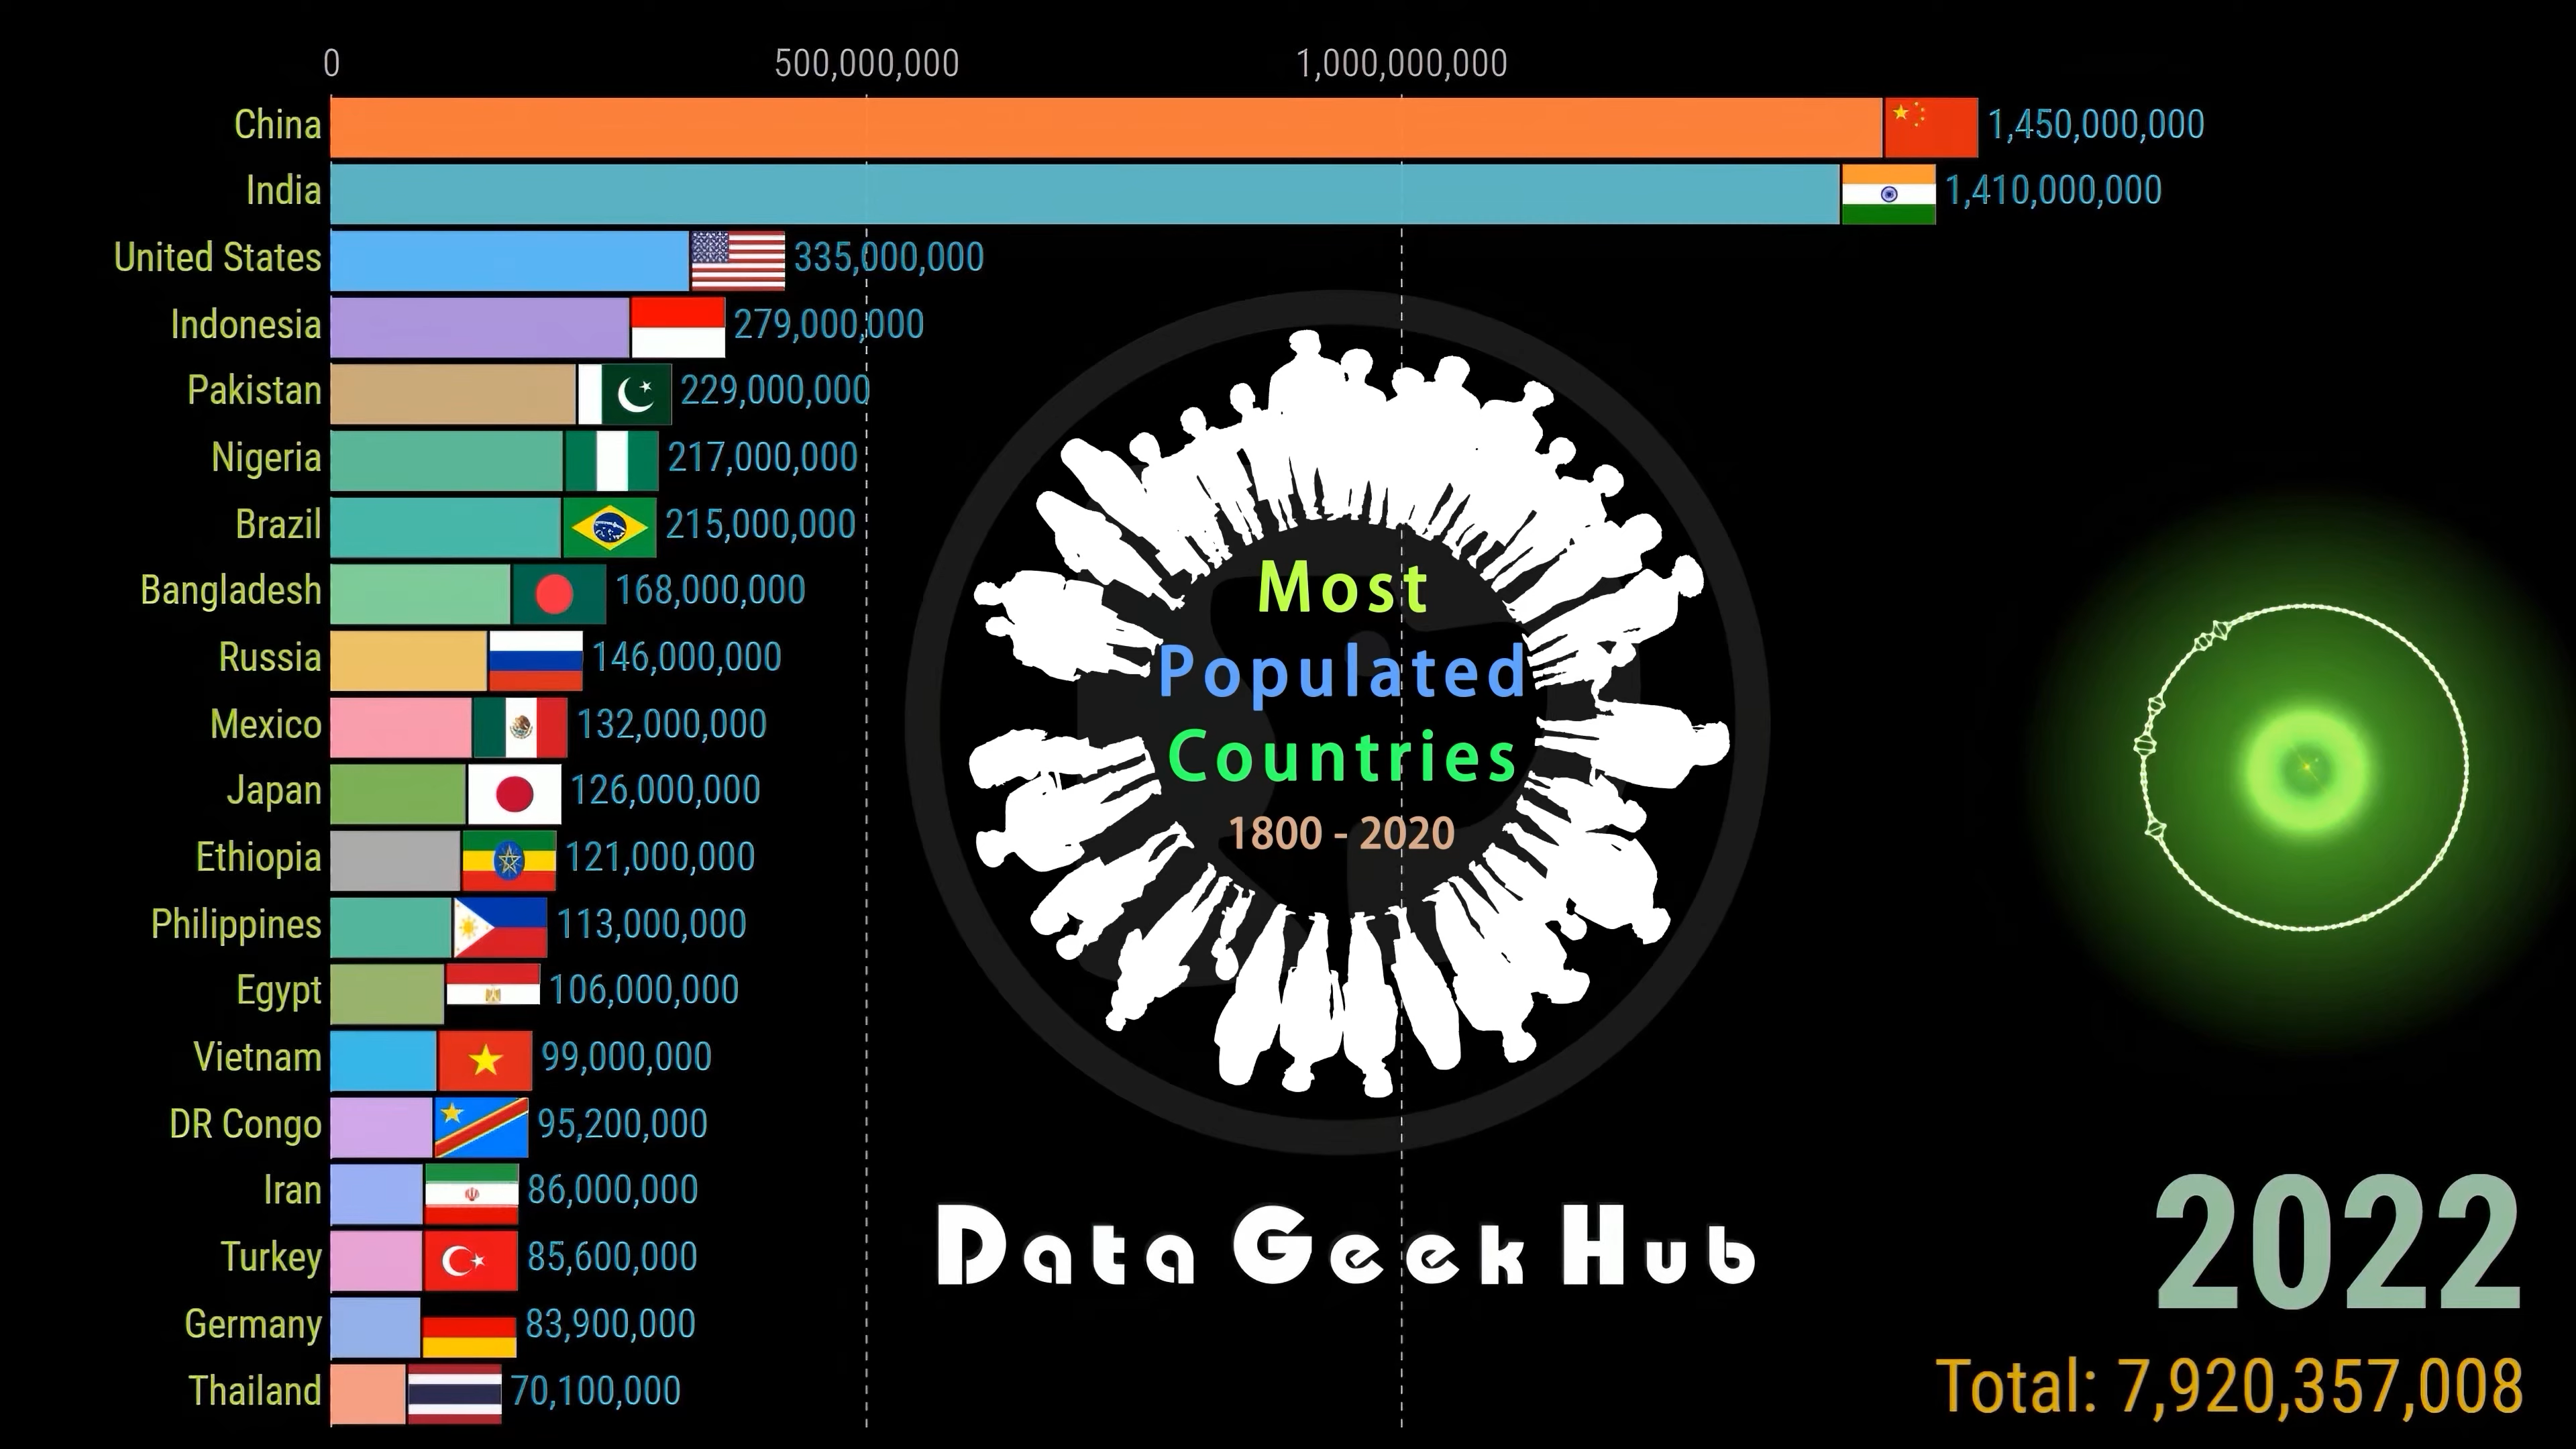 0 500,000,000 1,000,000,000
China 1,450,000,000
India 1,410,000,000
United States 335,000,000
Indonesia 279,000,000
Pakistan 229,000,000
Nigeria 217,000,000
Brazil 215,000,000
Bangladesh 168,000,000
Russia 146,000,000
Mexico 132,000,000
Japan 126,000,000
Ethiopia 121,000,000
Philippines 113,000,000
Egypt 106,000,000
Vietnam 99,000,000
DR Congo 95,200,000
Iran 86,000,000
Turkey 85,600,000
Germany 83,900,000
Thailand 70,100,000
Most
Populated
Countries
1800 - 2020
Data Geek Hub
2022
Total: 7,920,357,008